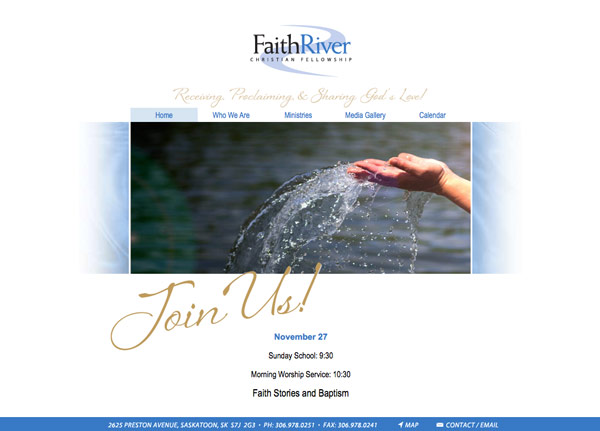 FaithRiver
CHRISTIAN FELLOWSHIP
Receiving, Proclaiming & Sharing God's Love!
Home Who We Are Ministries Media Gallery Calendar
Join Us!
November 27
Sunday School: 9:30
Morning Worship Service: 10:30
Faith Stories and Baptism
2625 PRESTON AVENUE, SASKATOON, SK S7J 2G3 • PH: 306.978.0251 • FAX: 306.978.0241 MAP CONTACT / EMAIL